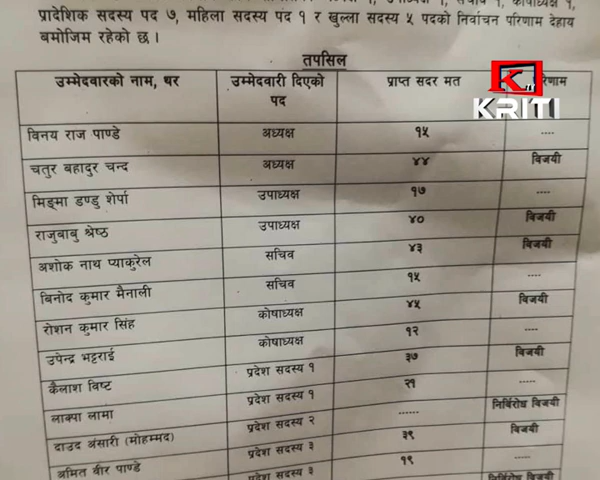 प्रादेशिक सदस्य पद ७, महिला सदस्य पद १ र खुल्ला सदस्य ५ पदको निर्वाचन परिणाम देहाय
बमोजिम रहेको छ ।
तपसिल
उम्मेदवारको नाम, थर उम्मेदवारी दिएको पद प्राप्त सदर मत परिणाम
KRITI
विनय राज पाण्डे अध्यक्ष १५ ----
चतुर बहादुर चन्द अध्यक्ष ४४ विजयी
मिङ्मा डण्डु शेर्पा उपाध्यक्ष १७ ----
राजुबाबु श्रेष्ठ उपाध्यक्ष ४० विजयी
अशोक नाथ प्याकुरेल सचिव ४३ विजयी
बिनोद कुमार मैनाली सचिव १५ ----
रोशन कुमार सिंह कोषाध्यक्ष ४५ विजयी
उपेन्द्र भट्टराई कोषाध्यक्ष १२ ----
कैलाश विष्ट प्रदेश सदस्य १ ३७ विजयी
लाक्पा लामा प्रदेश सदस्य १ २१ -----
दाउद अंसारी (मोहम्मद) प्रदेश सदस्य २ ...... निर्विरोध विजयी
अमित वीर पाण्डे प्रदेश सदस्य ३ ३९ विजयी
प्रदेश सदस्य ३ १९ ----
निर्विरोध विजयी